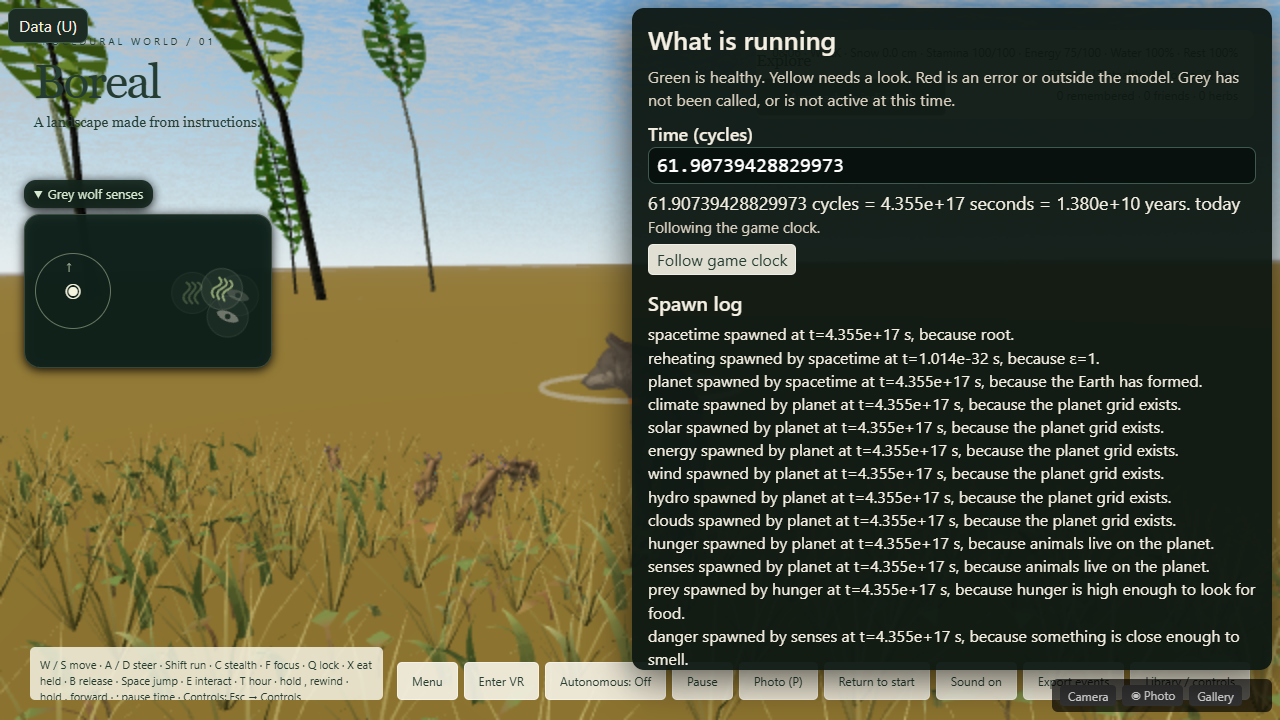 Data (U)
WORLD / 01
Boreal
A landscape made from instructions.
▼ Grey wolf senses
What is running
Green is healthy. Yellow needs a look. Red is an error or outside the model. Grey has
not been called, or is not active at this time.
Time (cycles)
61.90739428829973
61.90739428829973 cycles = 4.355e+17 seconds = 1.380e+10 years. today
Following the game clock.
Follow game clock
Spawn log
spacetime spawned at t=4.355e+17 s, because root.
reheating spawned by spacetime at t=1.014e-32 s, because ε=1.
planet spawned by spacetime at t=4.355e+17 s, because the Earth has formed.
climate spawned by planet at t=4.355e+17 s, because the planet grid exists.
solar spawned by planet at t=4.355e+17 s, because the planet grid exists.
energy spawned by planet at t=4.355e+17 s, because the planet grid exists.
wind spawned by planet at t=4.355e+17 s, because the planet grid exists.
hydro spawned by planet at t=4.355e+17 s, because the planet grid exists.
clouds spawned by planet at t=4.355e+17 s, because the planet grid exists.
hunger spawned by planet at t=4.355e+17 s, because animals live on the planet.
senses spawned by planet at t=4.355e+17 s, because animals live on the planet.
prey spawned by hunger at t=4.355e+17 s, because hunger is high enough to look for
food.
danger spawned by senses at t=4.355e+17 s, because something is close enough to
smell.
W / S move · A / D steer · Shift run · C stealth · F focus · Q lock · X eat
held · B release · Space jump · E interact · T hour · hold , rewind ·
hold . forward · ; pause time · Controls: Esc → Controls
Menu
Enter VR
Autonomous: Off
Pause
Photo (P)
Return to start
Sound on
Export events
Library / controls
Camera
◉ Photo
Gallery